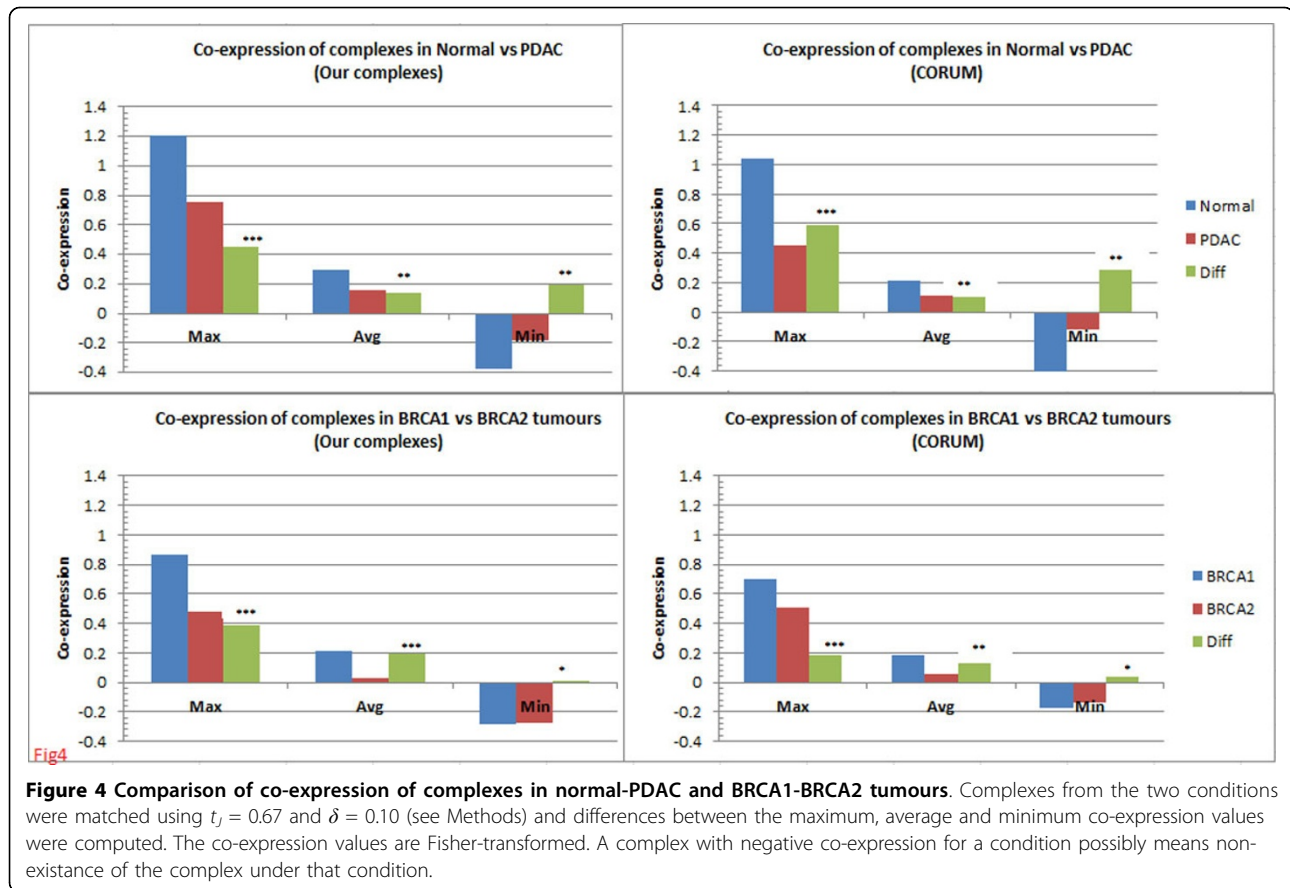 Co-expression of complexes in Normal vs PDAC
(Our complexes)
1.4
1.2
1
0.8
0.6
0.4
0.2
0
-0.2
-0.4
Co-expression
***
**
**
Max
Avg
Min
Co-expression of complexes in Normal vs PDAC
(CORUM)
1.4
1.2
1
0.8
0.6
0.4
0.2
0
-0.2
-0.4
Co-expression
***
**
**
Max
Avg
Min
Normal
PDAC
Diff
Co-expression of complexes in BRCA1 vs BRCA2 tumours
(Our complexes)
1.4
1.2
1
0.8
0.6
0.4
0.2
0
-0.2
-0.4
Co-expression
***
***
*
Max
Avg
Min
Fig4
Co-expression of complexes in BRCA1 vs BRCA2 tumours
(CORUM)
1.4
1.2
1
0.8
0.6
0.4
0.2
0
-0.2
-0.4
Co-expression
***
**
*
Max
Avg
Min
BRCA1
BRCA2
Diff
Figure 4 Comparison of co-expression of complexes in normal-PDAC and BRCA1-BRCA2 tumours. Complexes from the two conditions
were matched using tJ = 0.67 and δ = 0.10 (see Methods) and differences between the maximum, average and minimum co-expression values
were computed. The co-expression values are Fisher-transformed. A complex with negative co-expression for a condition possibly means non-
existance of the complex under that condition.